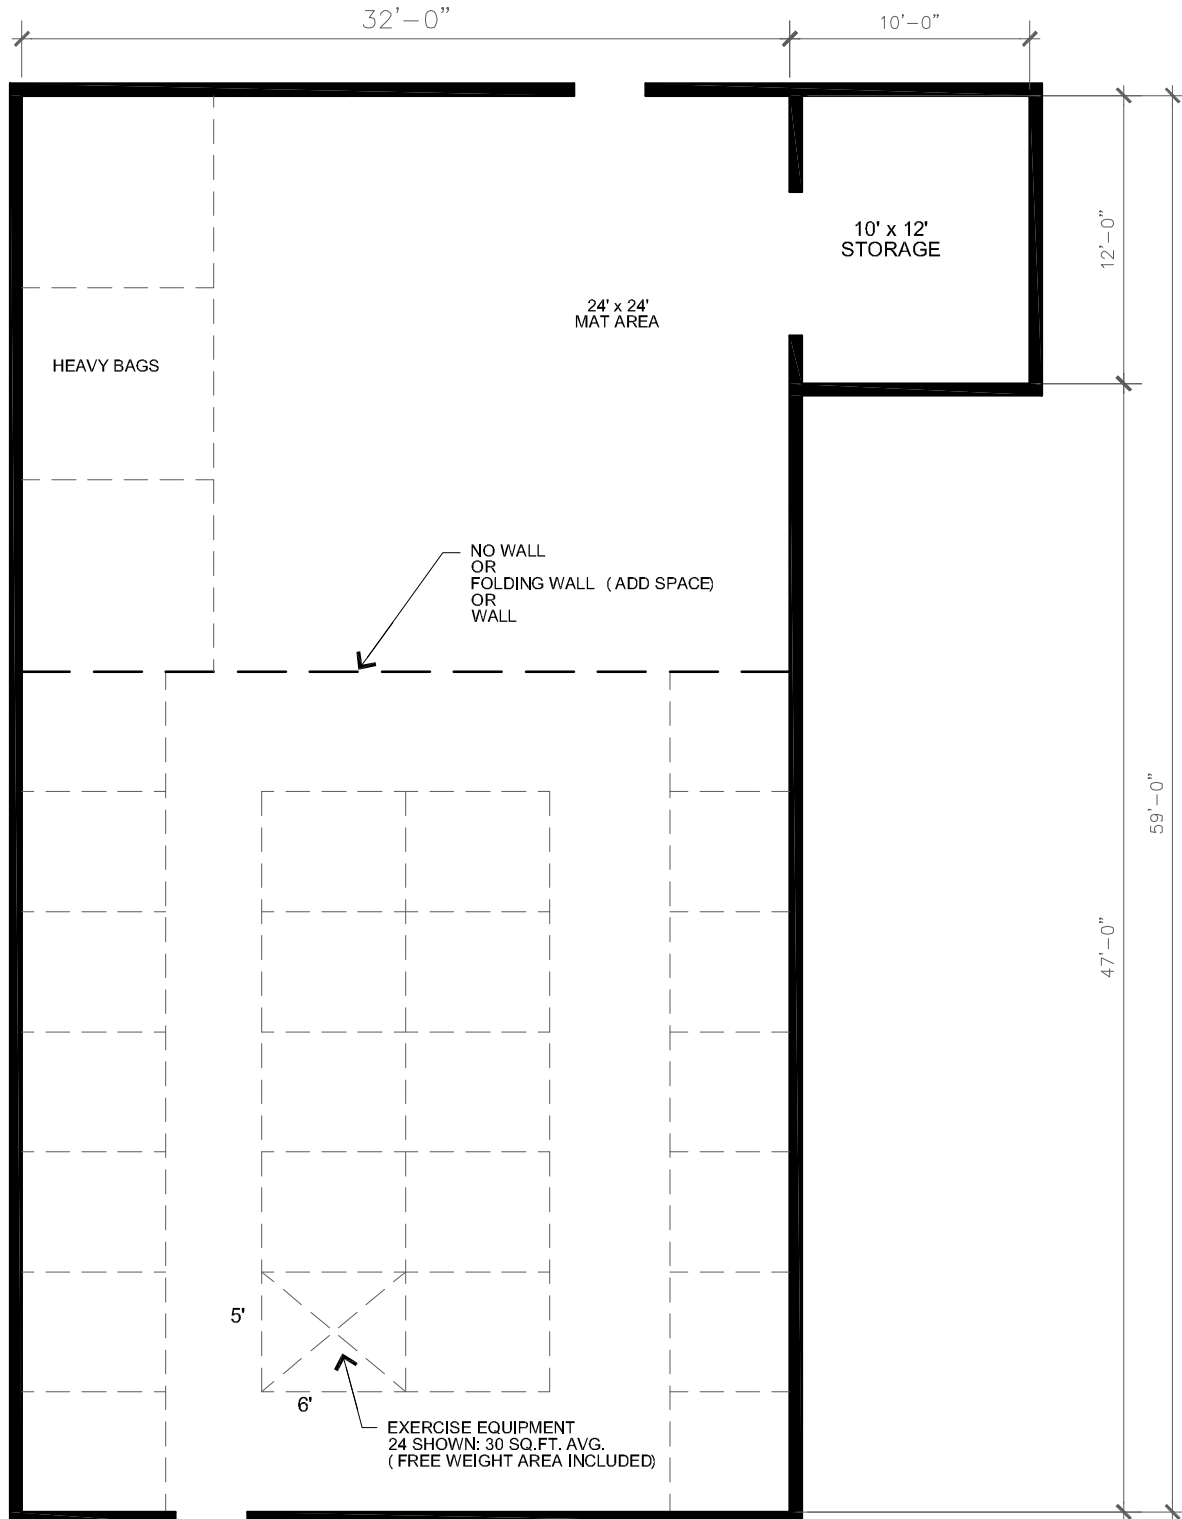 32'-0"
10'-0"
10' x 12'
STORAGE
12'-0"
24' x 24'
MAT AREA
HEAVY BAGS
NO WALL
OR
FOLDING WALL ( ADD SPACE)
OR
WALL
59'-0"
47'-0"
5'
6'
EXERCISE EQUIPMENT
24 SHOWN: 30 SQ.FT. AVG.
( FREE WEIGHT AREA INCLUDED)